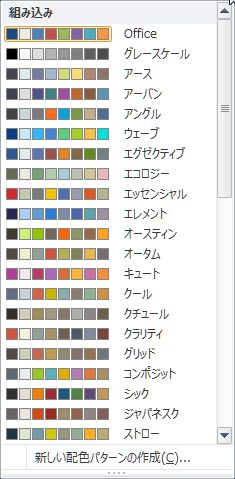 組み込み
Office
グレースケール
アース
アーバン
アングル
ウェーブ
エグゼクティブ
エコロジー
エッセンシャル
エレメント
オースティン
オータム
キュート
クール
クチュール
クラリティ
グリッド
コンポジット
シック
ジャパネスク
ストロー
新しい配色パターンの作成(C)...